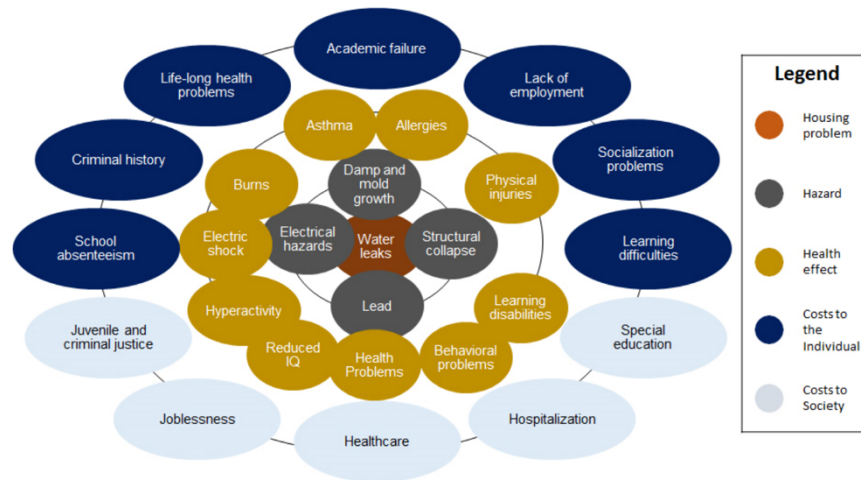 Academic failure
Life-long health
problems
Lack of
employment
Criminal history
Socialization
problems
School
absenteeism
Learning
difficulties
Asthma
Allergies
Burns
Physical
injuries
Electric
shock
Hyperactivity
Learning
disabilities
Reduced
IQ
Health
Problems
Behavioral
problems
Damp and
mold
growth
Electrical
hazards
Water
leaks
Structural
collapse
Lead
Juvenile and
criminal justice
Special
education
Joblessness
Hospitalization
Healthcare
Legend
Housing
problem
Hazard
Health
effect
Costs to
the
Individual
Costs to
Society